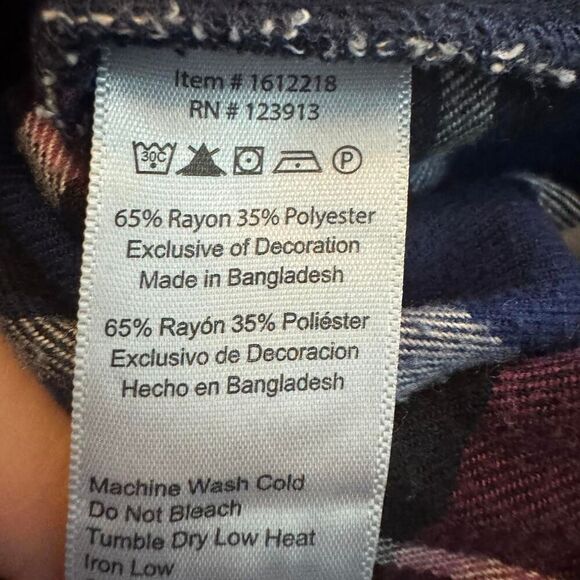 Item # 1612218
RN # 123913
30C P
65% Rayon 35% Polyester
Exclusive of Decoration
Made in Bangladesh
65% Rayón 35% Poliéster
Exclusivo de Decoracion
Hecho en Bangladesh
Machine Wash Cold
Do Not Bleach
Tumble Dry Low Heat
Iron Low